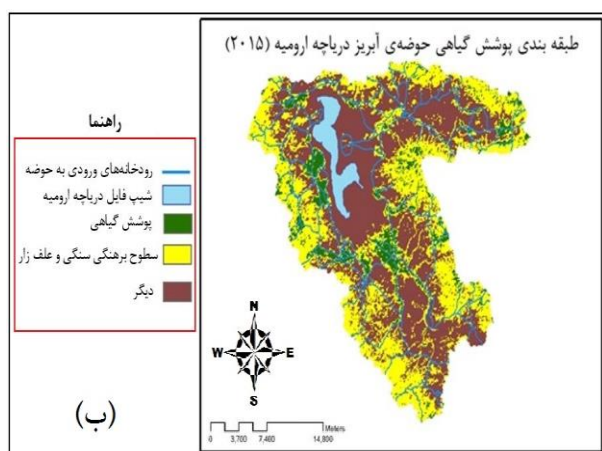 طبقه بندی پوشش گیاهی حوضه‌ی آبریز دریاچه ارومیه (۲۰۱۵)
راهنما
رودخانه‌های ورودی به حوضه
شیپ فایل دریاچه ارومیه
پوشش گیاهی
سطوح برهنگی سنگی و علف زار
دیگر
N
W E
S
Meters
0 3,700 7,400 14,800
(ب)